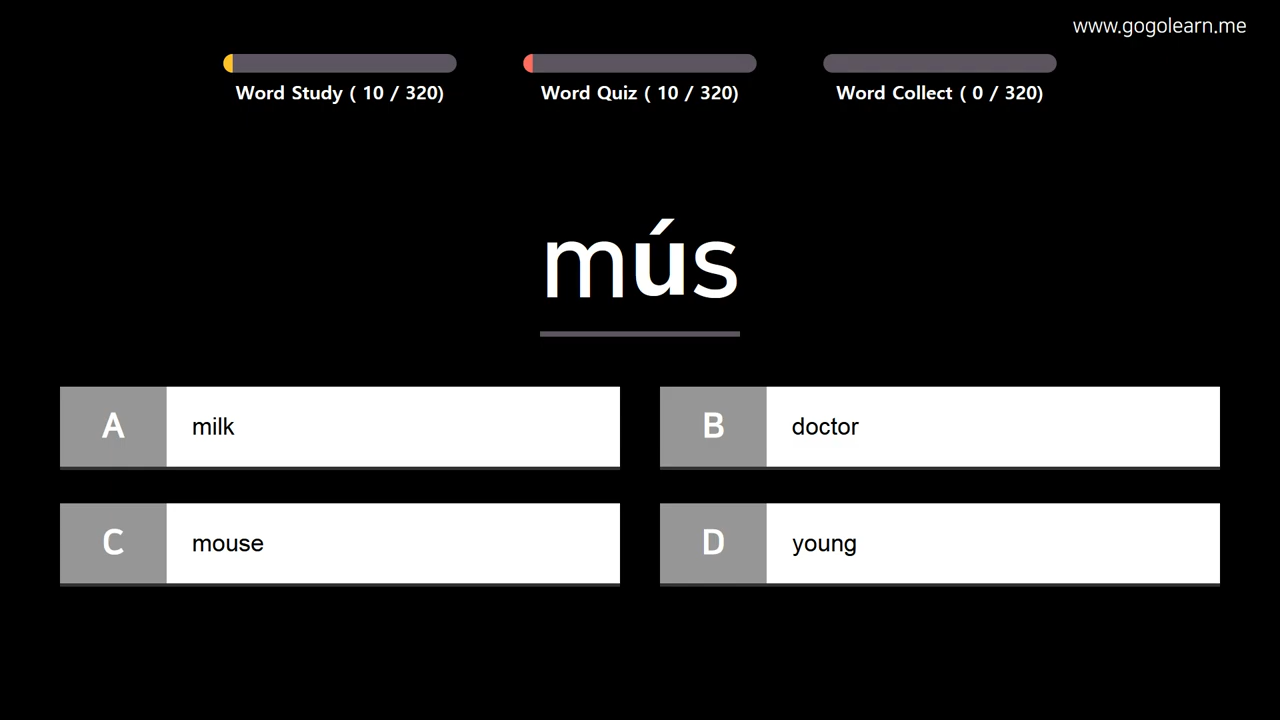 www.gogolearn.me
Word Study ( 10 / 320)
Word Quiz ( 10 / 320)
Word Collect ( 0 / 320)
mús
A milk
B doctor
C mouse
D young